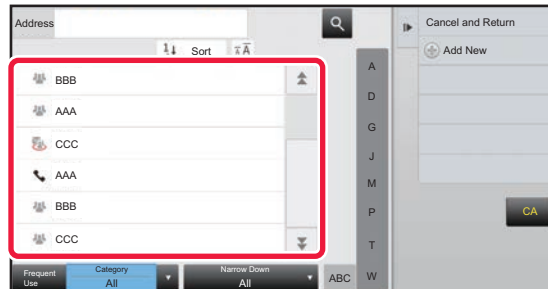 Address
Sort
BBB
AAA
CCC
AAA
BBB
CCC
A
D
G
J
M
P
T
W
Frequent Use
Category All
Narrow Down All
ABC
Cancel and Return
Add New
CA